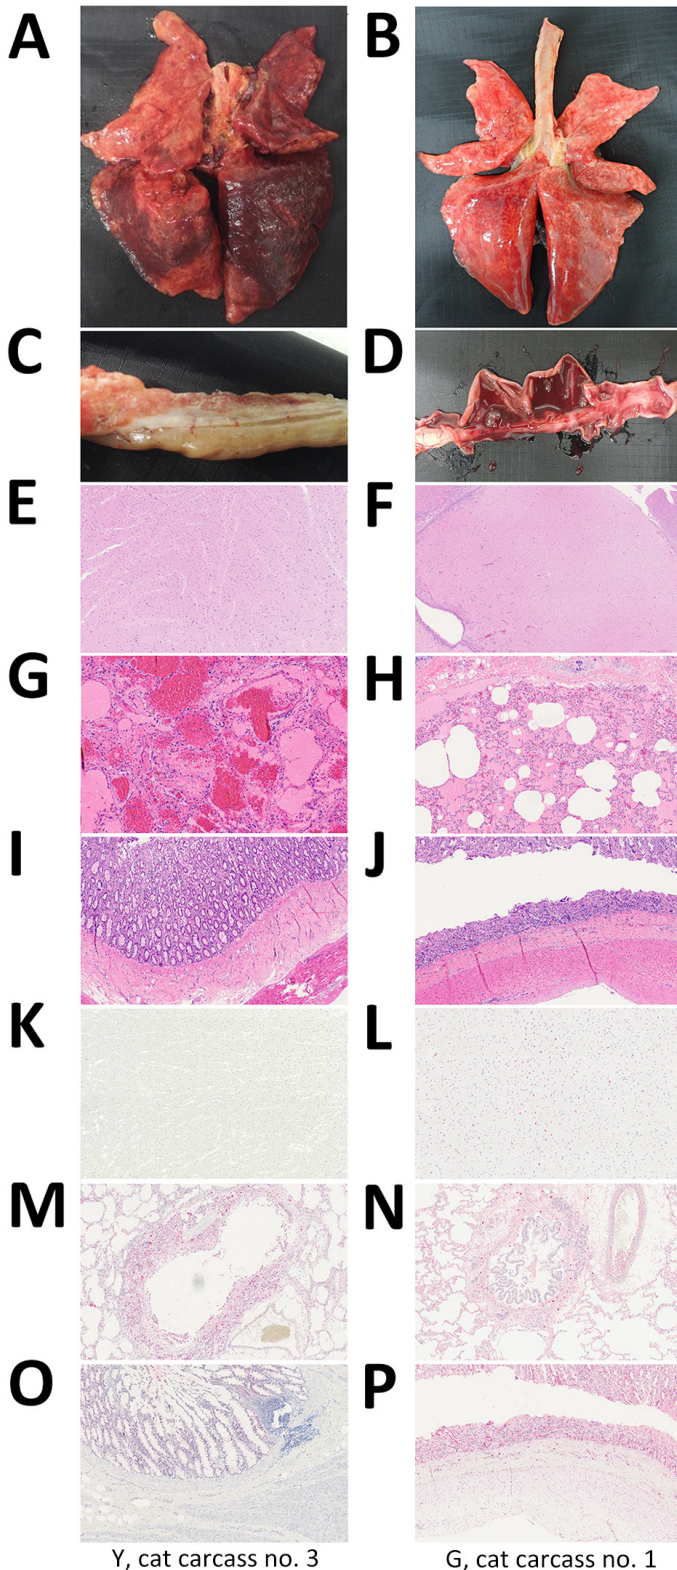 A B
C D
E F
G H
I J
K L
M N
O P
Y, cat carcass no. 3 G, cat carcass no. 1